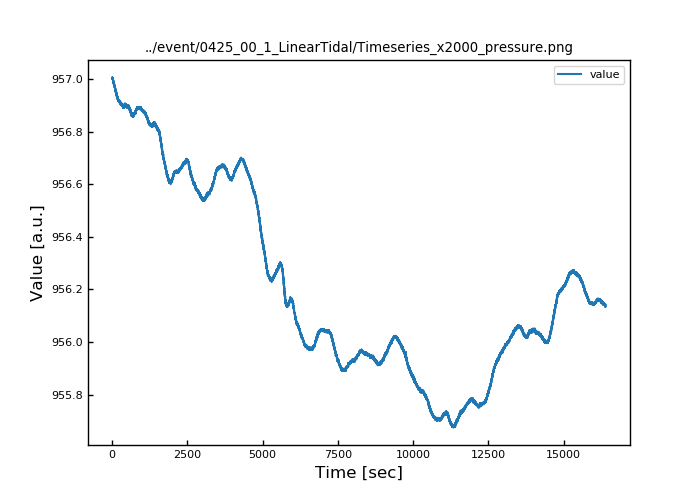 ../event/0425_00_1_LinearTidal/Timeseries_x2000_pressure.png
value
957.0
956.8
956.6
956.4
956.2
956.0
955.8
Value [a.u.]
0 2500 5000 7500 10000 12500 15000
Time [sec]